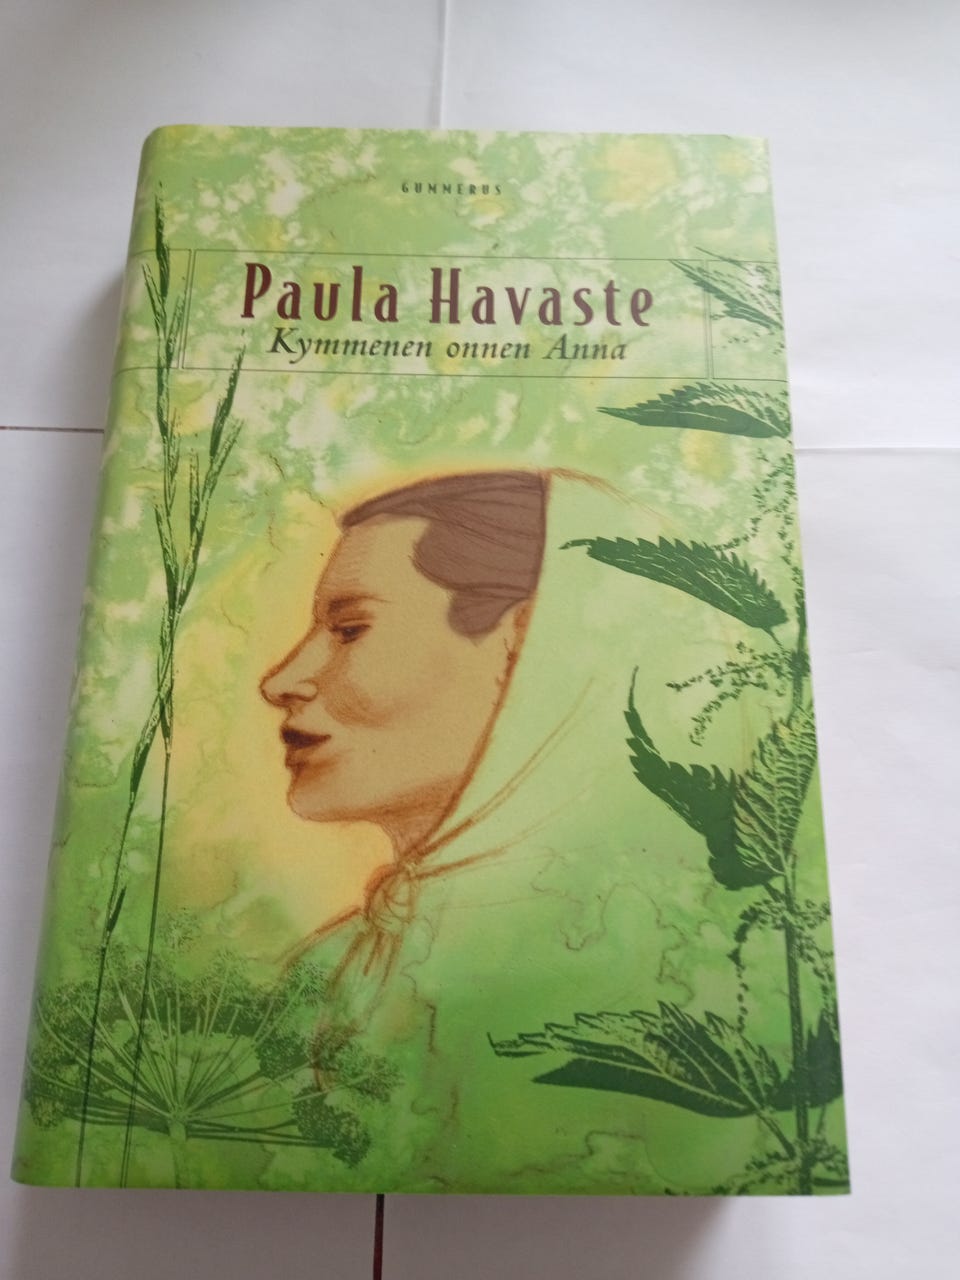 GUMMERUS
Paula Havaste
Kymmenen onnen Anna